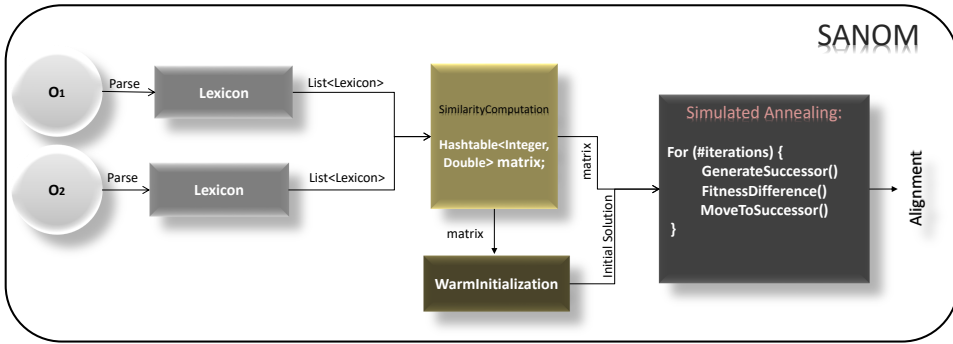 SANOM
O1
Parse
Lexicon
List<Lexicon>
O2
Parse
Lexicon
List<Lexicon>
SimilarityComputation
Hashtable<Integer,
Double> matrix;
matrix
matrix
WarmInitialization
Initial Solution
Simulated Annealing:
For (#iterations) {
GenerateSuccessor()
FitnessDifference()
MoveToSuccessor()
}
Alignment